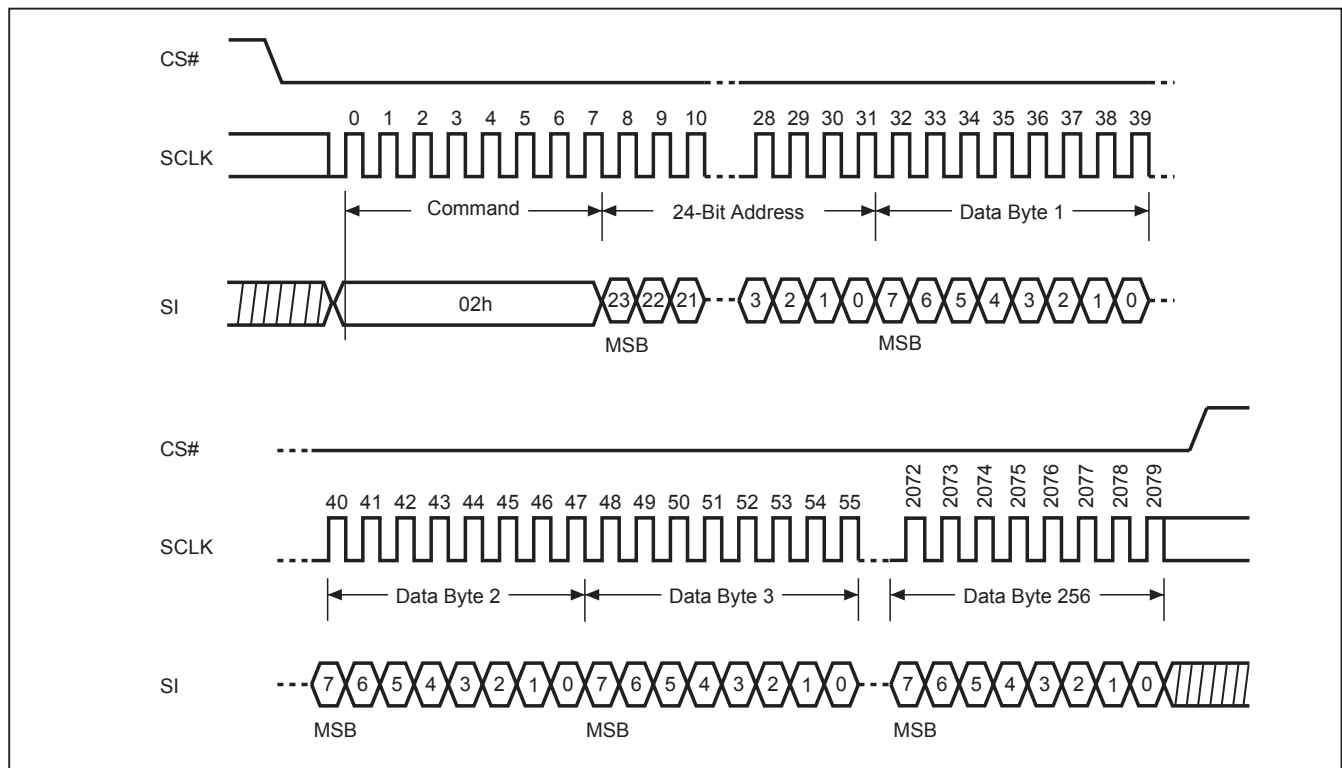 CS#
0 1 2 3 4 5 6 7 8 9 10 28 29 30 31 32 33 34 35 36 37 38 39
SCLK
Command 24-Bit Address Data Byte 1
SI 02h 23 22 21 3 2 1 0 7 6 5 4 3 2 1 0
MSB MSB
CS#
40 41 42 43 44 45 46 47 48 49 50 51 52 53 54 55 2072 2073 2074 2075 2076 2077 2078 2079
SCLK
Data Byte 2 Data Byte 3 Data Byte 256
SI 7 6 5 4 3 2 1 0 7 6 5 4 3 2 1 0 7 6 5 4 3 2 1 0
MSB MSB MSB